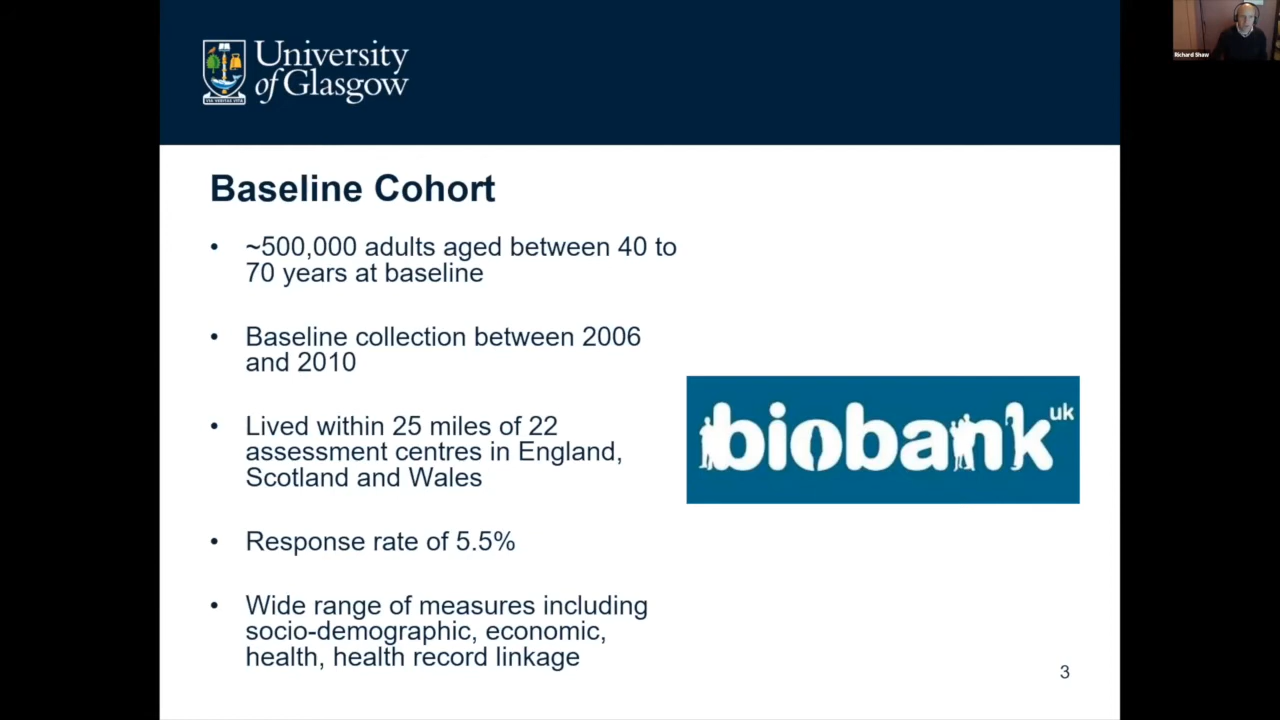 University
of Glasgow
VIA VERITAS VITA
Richard Shaw
Baseline Cohort
• ~500,000 adults aged between 40 to
70 years at baseline
• Baseline collection between 2006
and 2010
• Lived within 25 miles of 22
assessment centres in England,
Scotland and Wales
• Response rate of 5.5%
• Wide range of measures including
socio-demographic, economic,
health, health record linkage
biobank uk
3